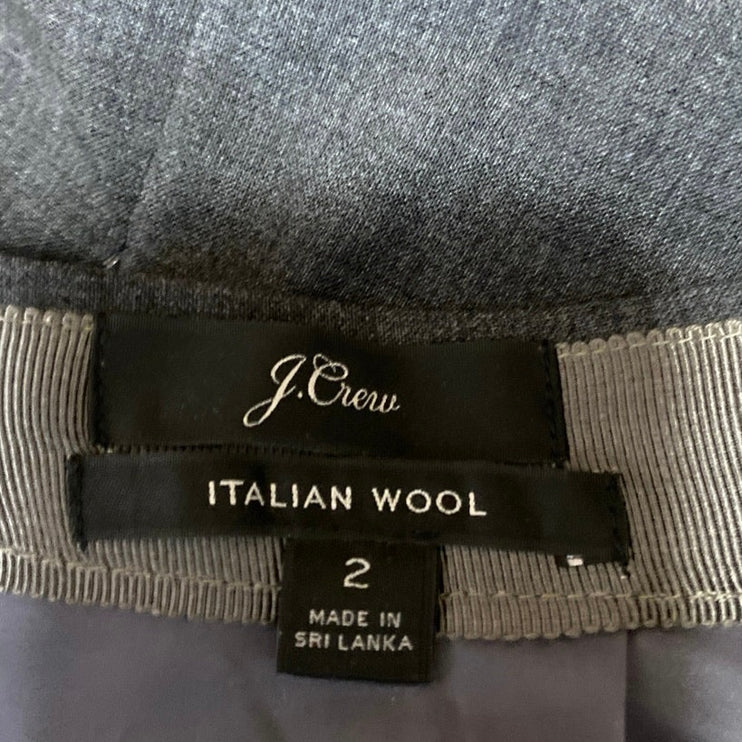 J.Crew
ITALIAN WOOL
2
MADE IN
SRI LANKA